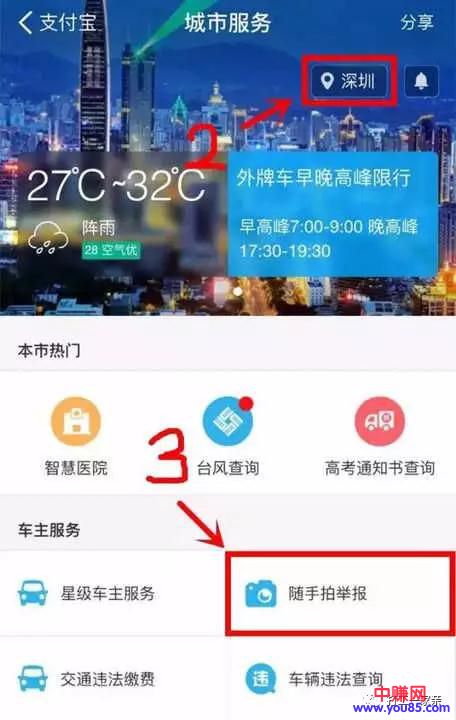 支付宝
城市服务
分享
深圳
2
27℃~32℃
阵雨
28 空气优
外牌车早晚高峰限行
早高峰7:00-9:00 晚高峰
17:30-19:30
本市热门
智慧医院
台风查询
高考通知书查询
3
车主服务
星级车主服务
随手拍举报
交通违法缴费
违
车辆违法查询
中赚网
www.you85.com